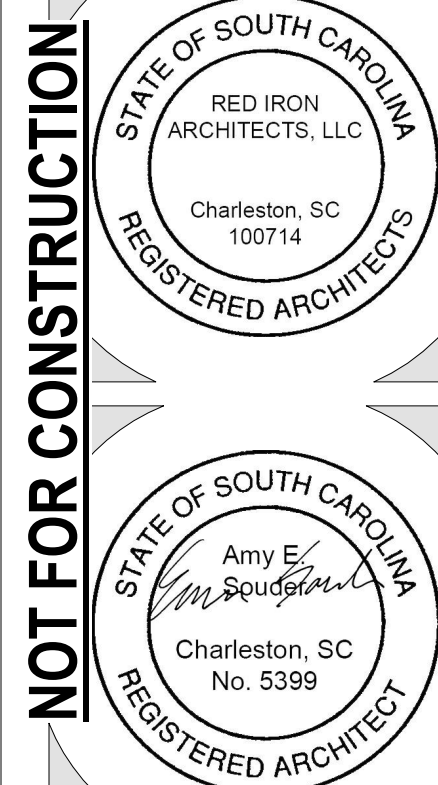 NOT FOR CONSTRUCTION
STATE OF SOUTH CAROLINA
RED IRON
ARCHITECTS, LLC
Charleston, SC
100714
REGISTERED ARCHITECTS
STATE OF SOUTH CAROLINA
Amy E.
Souder
Charleston, SC
No. 5399
REGISTERED ARCHITECT